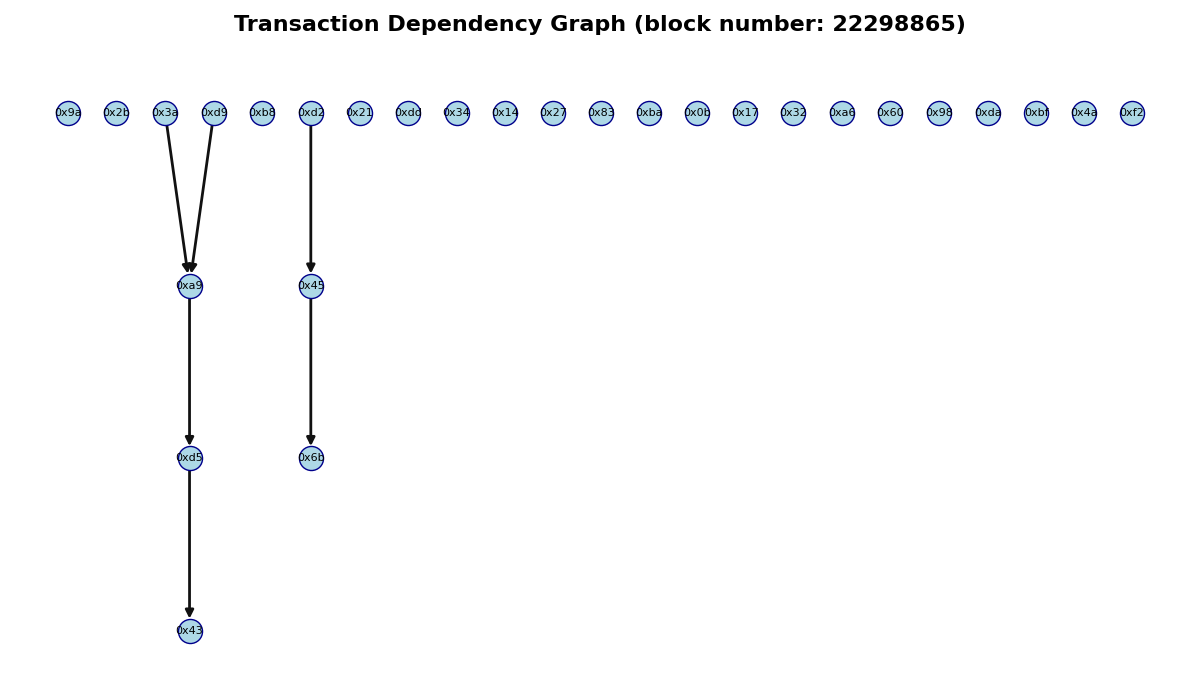 Transaction Dependency Graph (block number: 22298865)
0x9a 0x2b 0x3a 0xd9 0xb8 0xd2 0x21 0xdd 0x34 0x14 0x27 0x83 0xba 0x0b 0x17 0x32 0xa6 0x60 0x98 0xda 0xbf 0x4a 0xf2
0xa9 0x45
0xd5 0x6b
0x43